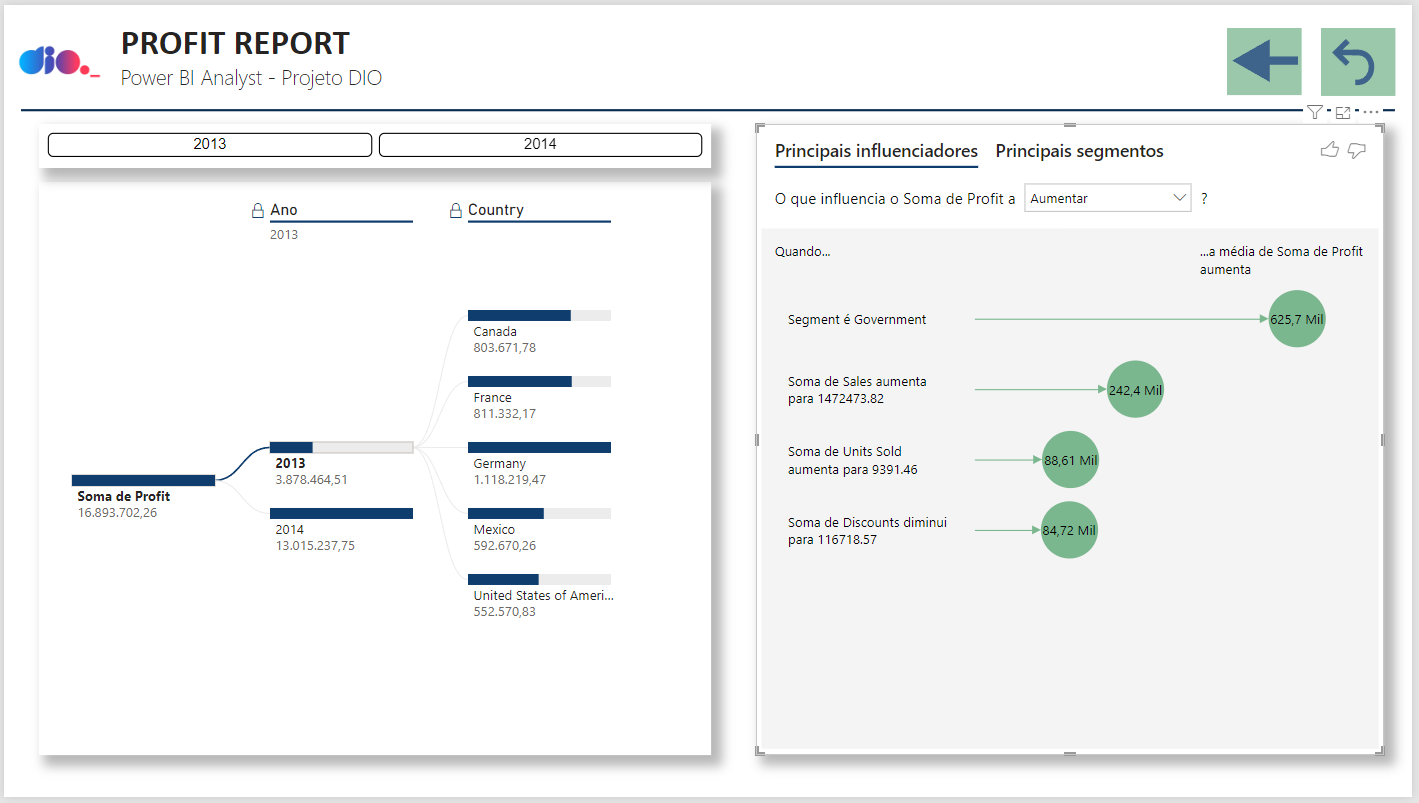 dio._
PROFIT REPORT
Power BI Analyst - Projeto DIO
2013
2014
Ano
2013
Country
Canada
803.671,78
France
811.332,17
2013
3.878.464,51
Germany
1.118.219,47
Soma de Profit
16.893.702,26
2014
13.015.237,75
Mexico
592.670,26
United States of Ameri...
552.570,83
Principais influenciadores
Principais segmentos
O que influencia o Soma de Profit a
Aumentar
?
Quando...
...a média de Soma de Profit
aumenta
Segment é Government
625,7 Mil
Soma de Sales aumenta
para 1472473.82
242,4 Mil
Soma de Units Sold
aumenta para 9391.46
88,61 Mil
Soma de Discounts diminui
para 116718.57
84,72 Mil